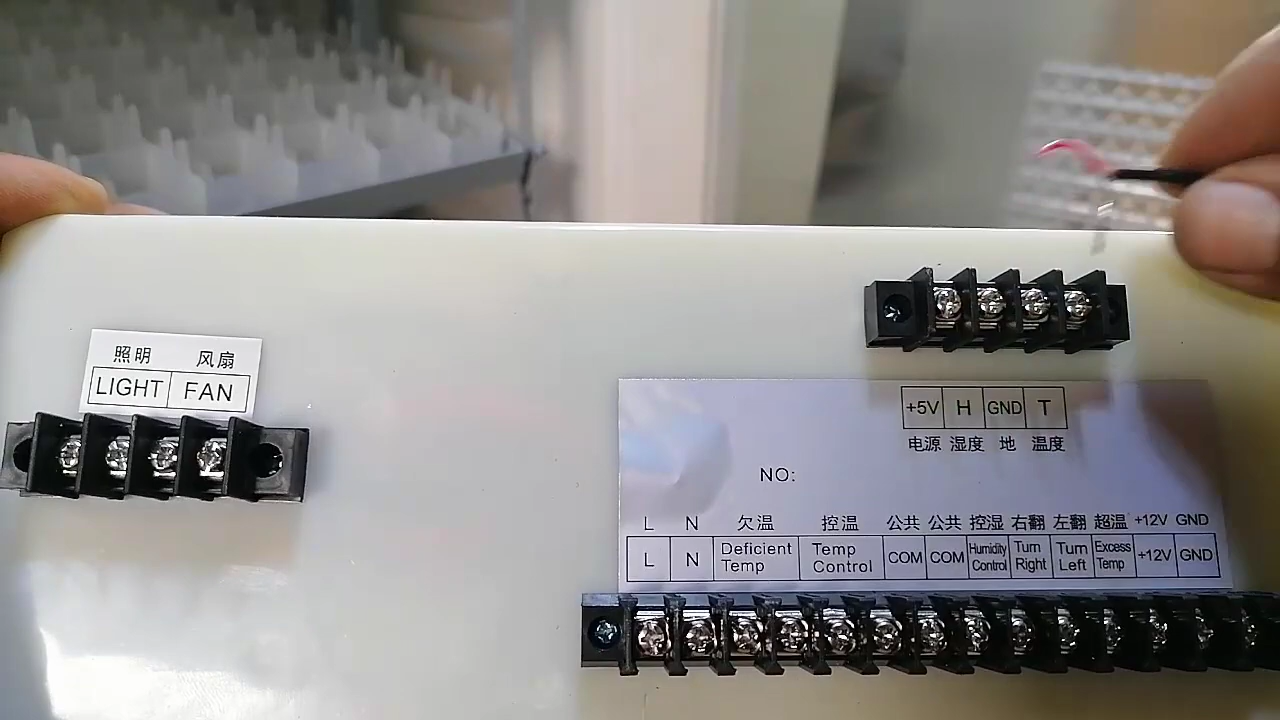 照明 风扇
LIGHT FAN
+5V H GND T
电源 湿度 地 温度
NO:
L N 欠温 控温 公共 公共 控湿 右翻 左翻 超温 +12V GND
L N Deficient Temp Temp Control COM COM Humidity Control Turn Right Turn Left Excess Temp +12V GND